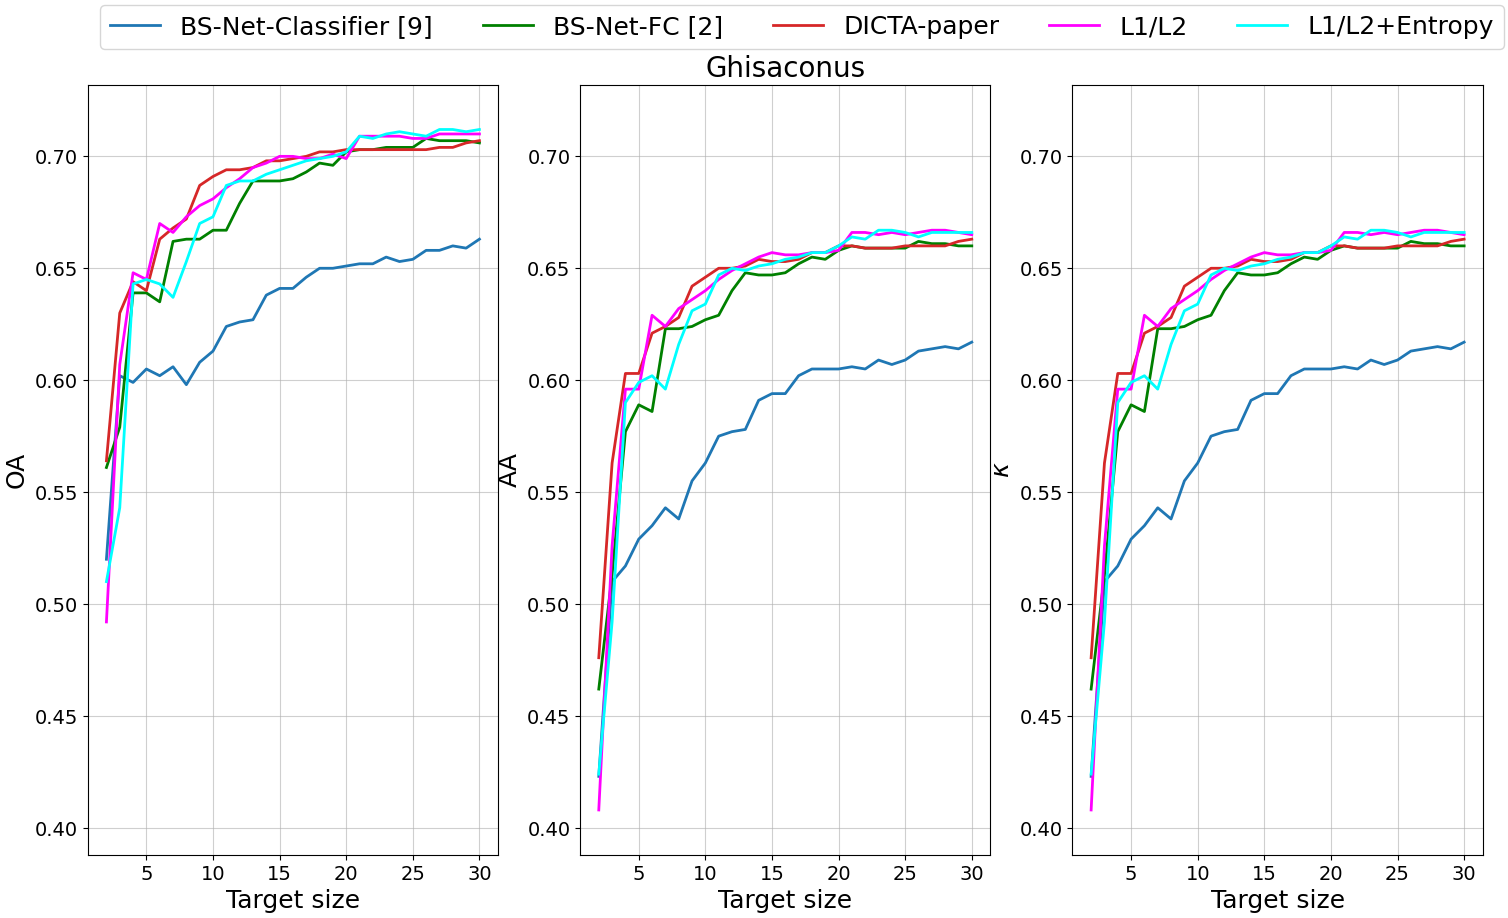 BS-Net-Classifier [9] BS-Net-FC [2] DICTA-paper L1/L2 L1/L2+Entropy
Ghisaconus
OA
0.70
0.65
0.60
0.55
0.50
0.45
0.40
5 10 15 20 25 30
Target size
AA
0.70
0.65
0.60
0.55
0.50
0.45
0.40
5 10 15 20 25 30
Target size
κ
0.70
0.65
0.60
0.55
0.50
0.45
0.40
5 10 15 20 25 30
Target size